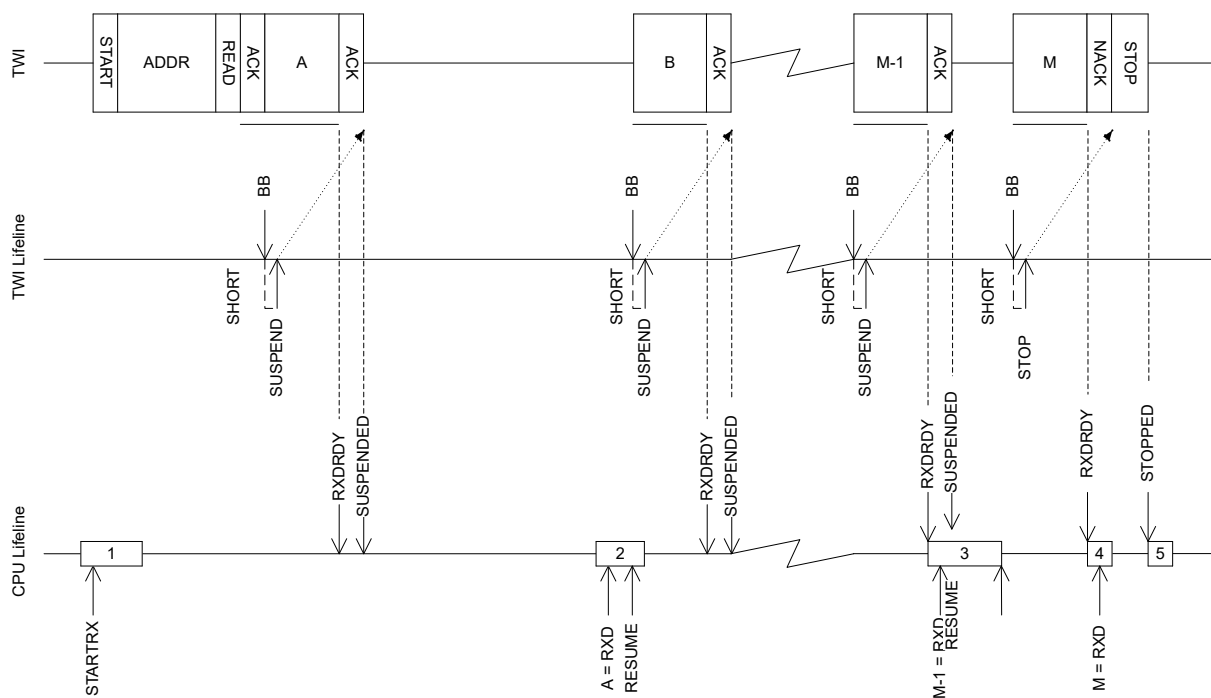 TWI
START
ADDR
READ
ACK
A
ACK
B
ACK
M-1
ACK
M
NACK
STOP
TWI Lifeline
BB
SHORT
SUSPEND
BB
SHORT
SUSPEND
BB
SHORT
SUSPEND
BB
SHORT
STOP
RXDRDY
SUSPENDED
RXDRDY
SUSPENDED
RXDRDY
SUSPENDED
RXDRDY
STOPPED
CPU Lifeline
1
2
3
4
5
STARTRX
A = RXD
RESUME
M-1 = RXD
RESUME
M = RXD